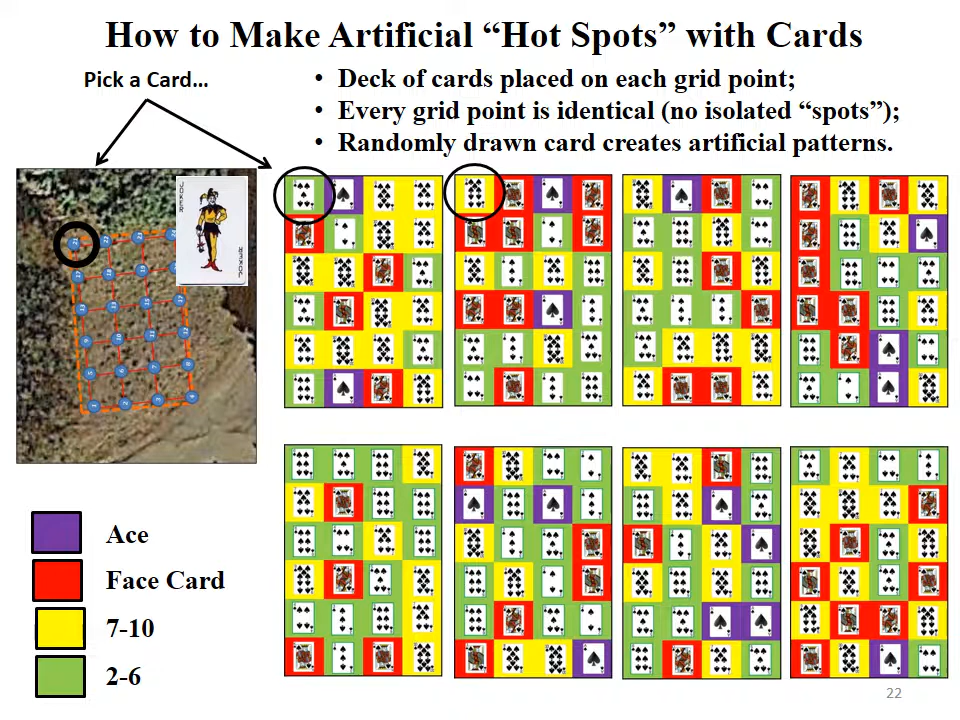 How to Make Artificial “Hot Spots” with Cards
Pick a Card…
• Deck of cards placed on each grid point;
• Every grid point is identical (no isolated “spots”);
• Randomly drawn card creates artificial patterns.
Ace
Face Card
7-10
2-6
22